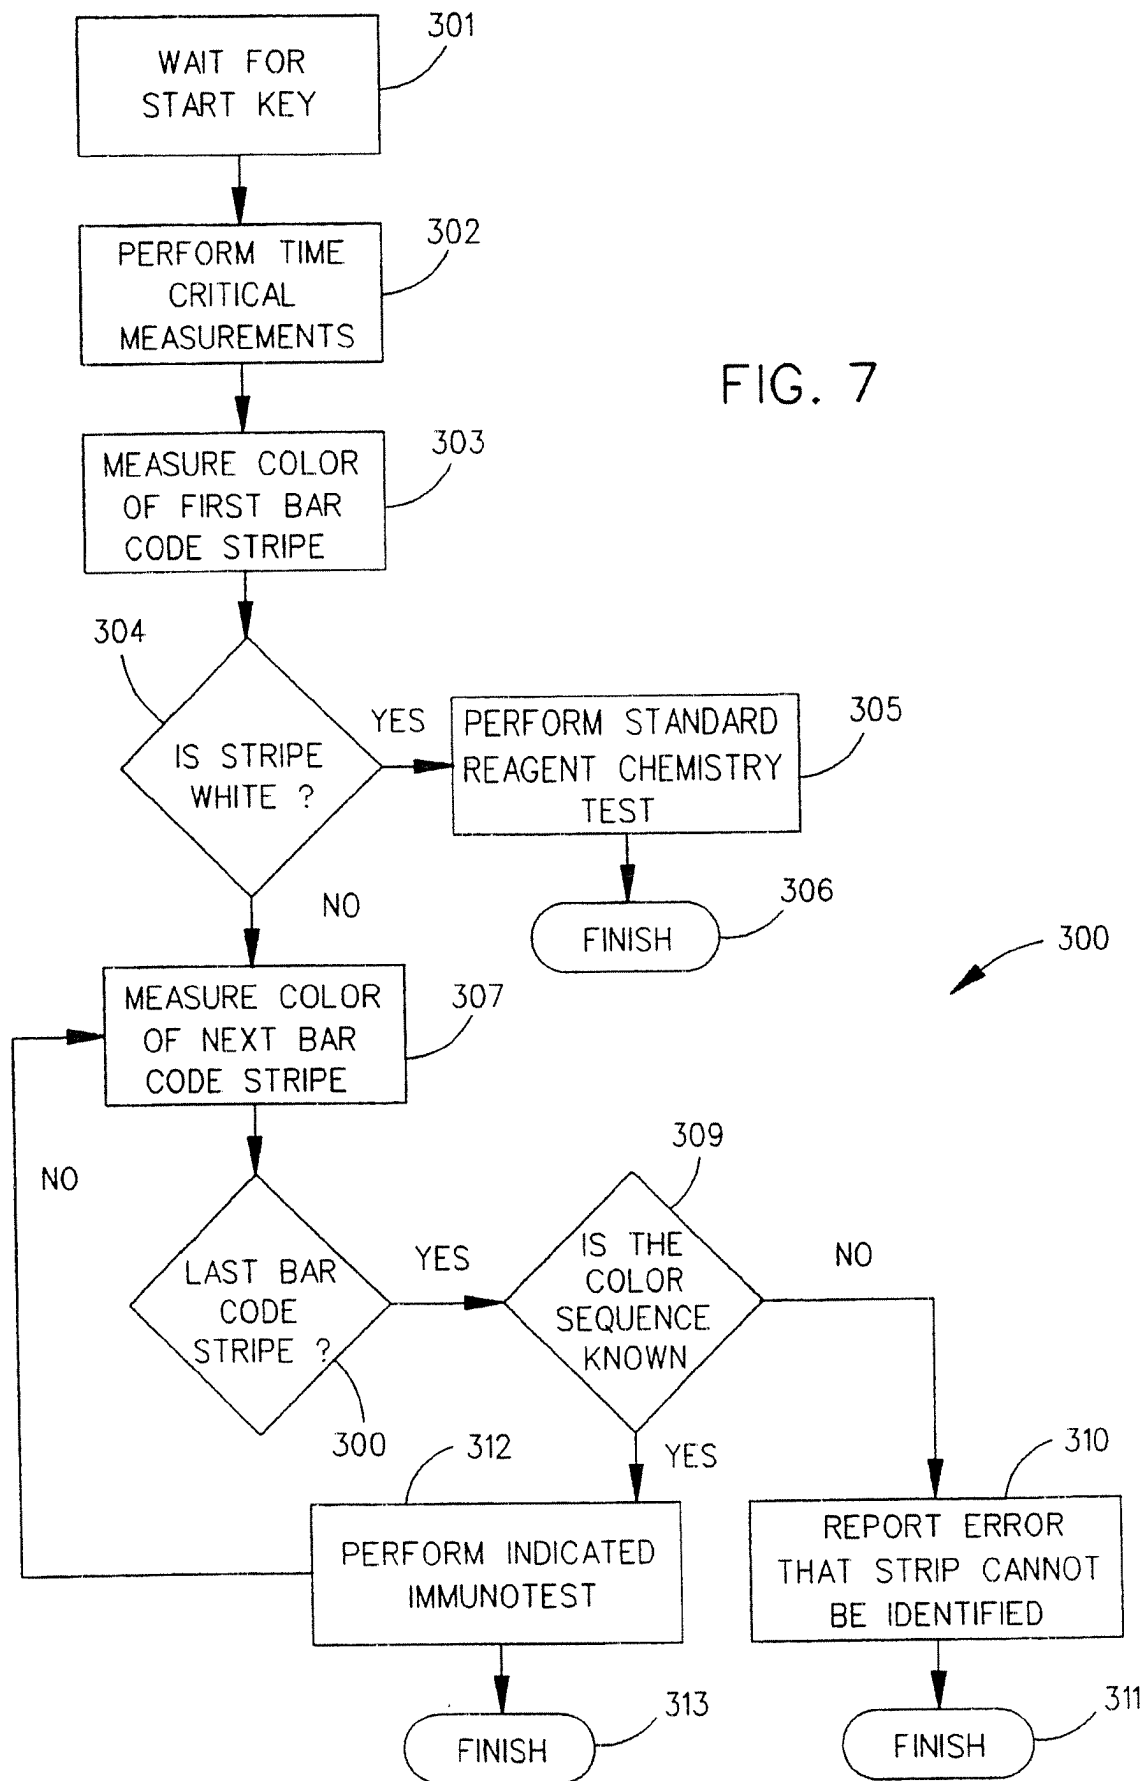 301
WAIT FOR
START KEY
302
PERFORM TIME
CRITICAL
MEASUREMENTS
FIG. 7
303
MEASURE COLOR
OF FIRST BAR
CODE STRIPE
304
IS STRIPE
WHITE ?
YES
305
PERFORM STANDARD
REAGENT CHEMISTRY
TEST
NO
306
FINISH
300
307
MEASURE COLOR
OF NEXT BAR
CODE STRIPE
NO
309
LAST BAR
CODE
STRIPE ?
YES
IS THE
COLOR
SEQUENCE
KNOWN
NO
300
312
YES
310
PERFORM INDICATED
IMMUNOTEST
REPORT ERROR
THAT STRIP CANNOT
BE IDENTIFIED
313
FINISH
311
FINISH